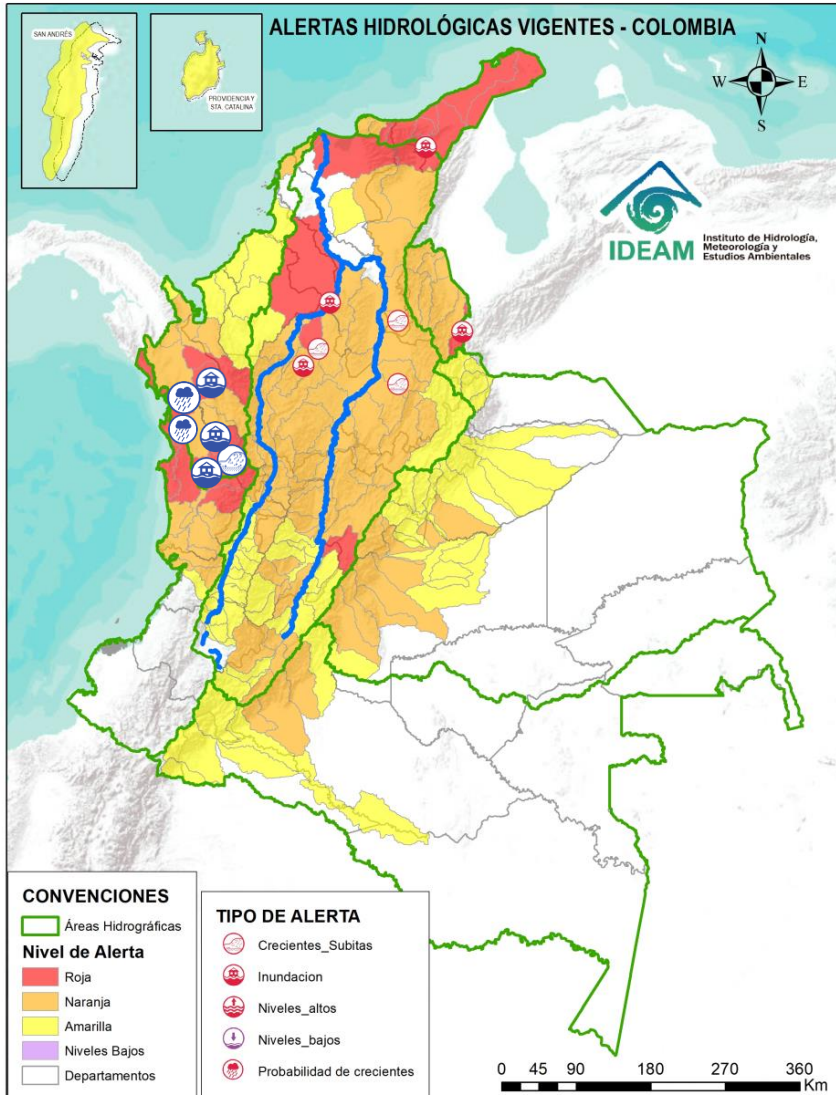 ALERTAS HIDROLÓGICAS VIGENTES - COLOMBIA
SAN ANDRÉS
PROVIDENCIA Y
STA. CATALINA
N
W
E
S
IDEAM
Instituto de Hidrología,
Meteorología y
Estudios Ambientales
CONVENCIONES
Áreas Hidrográficas
Nivel de Alerta
Roja
Naranja
Amarilla
Niveles Bajos
Departamentos
TIPO DE ALERTA
Crecientes_Subitas
Inundacion
Niveles_altos
Niveles_bajos
Probabilidad de crecientes
0 45 90 180 270 360
Km